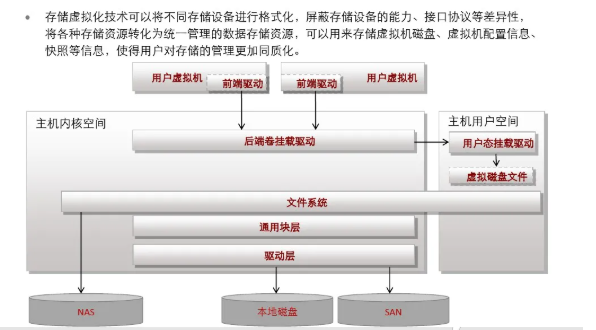 • 存储虚拟化技术可以将不同存储设备进行格式化，屏蔽存储设备的能力、接口协议等差异性，
将各种存储资源转化为统一管理的数据存储资源，可以用来存储虚拟机磁盘、虚拟机配置信息、
快照等信息，使得用户对存储的管理更加同质化。
用户虚拟机
前端驱动
前端驱动
用户虚拟机
主机内核空间
主机用户空间
后端卷挂载驱动
用户态挂载驱动
虚拟磁盘文件
文件系统
通用块层
驱动层
NAS
本地磁盘
SAN